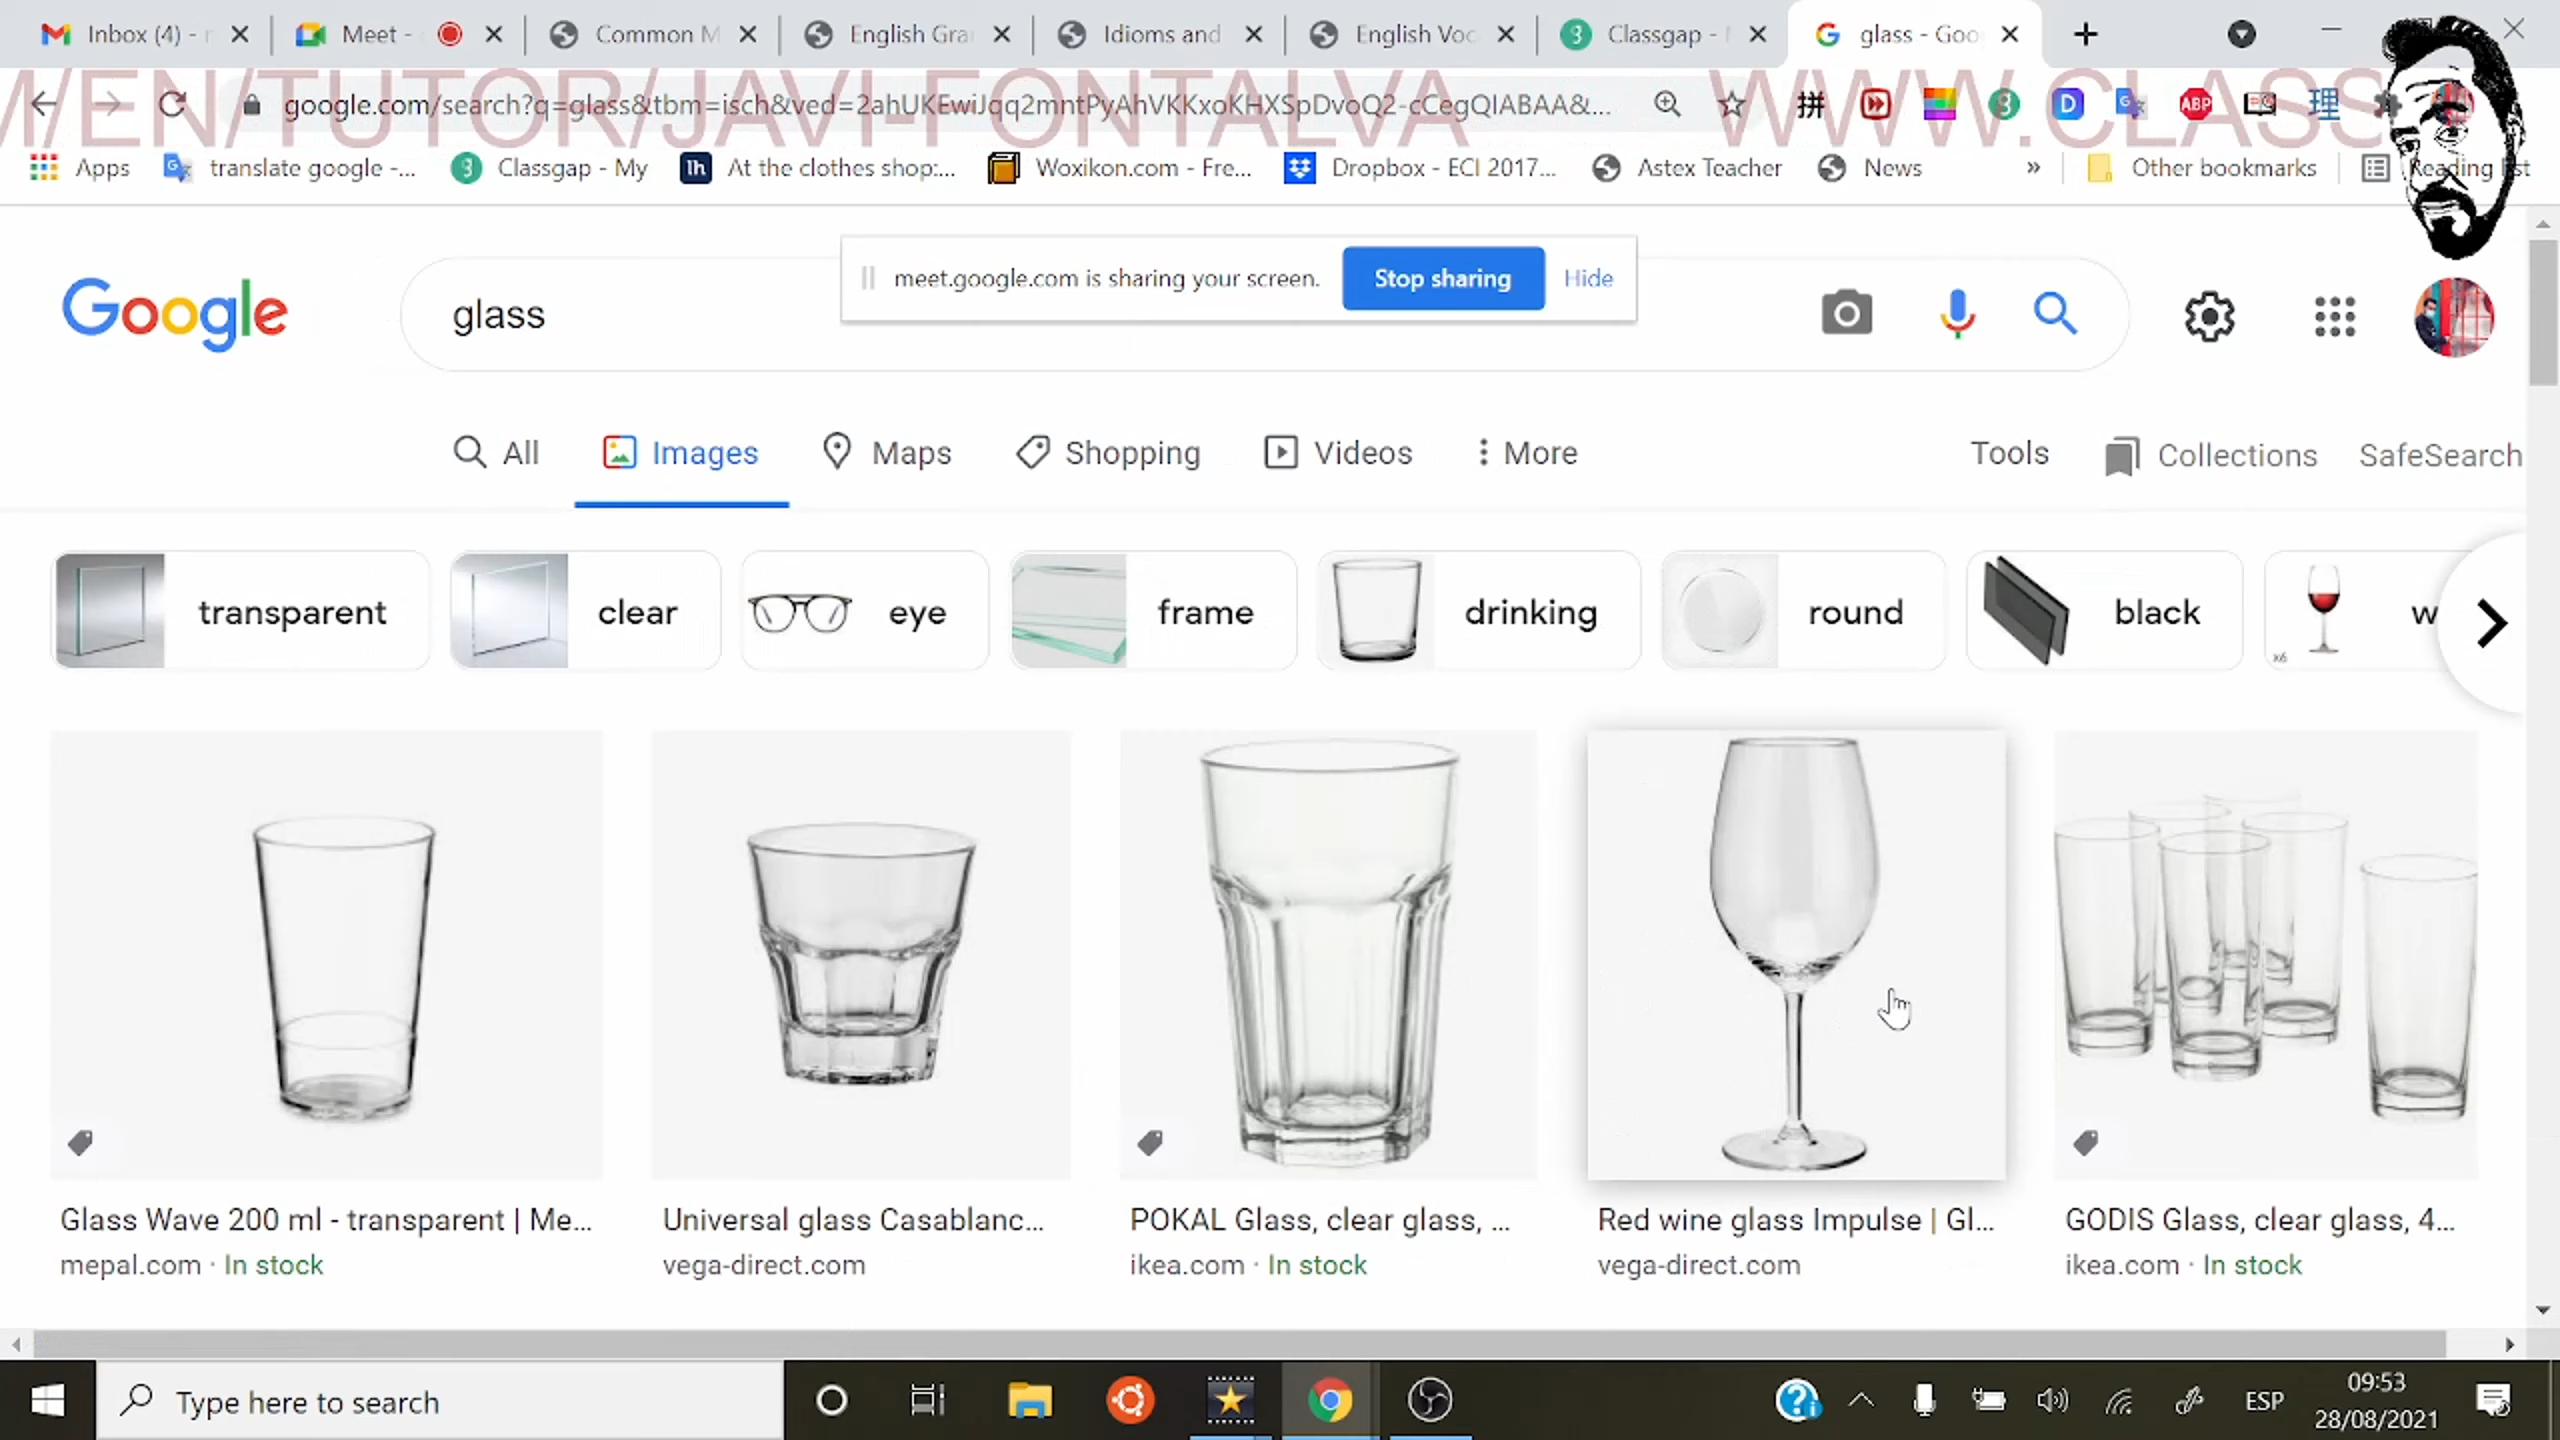 Inbox (4) -
Meet -
Common M
English Gra
Idioms and
English Voc
Classgap -
glass - Goo
M/EN/TUTOR/JAVI-FONTALVA WWW.CLASS
google.com/search?q=glass&tbm=isch&ved=2ahUKEwiJqq2mntPyAhVKKxoKHXSpDvoQ2-cCegQIABAA&...
Apps
translate google -...
Classgap - My
At the clothes shop:...
Woxikon.com - Fre...
Dropbox - ECI 2017...
Astex Teacher
News
»
Other bookmarks
Reading list
meet.google.com is sharing your screen.
Stop sharing
Hide
Google
glass
All
Images
Maps
Shopping
Videos
More
Tools
Collections
SafeSearch
transparent
clear
eye
frame
drinking
round
black
x6
w
Glass Wave 200 ml - transparent | Me...
mepal.com · In stock
Universal glass Casablanc...
vega-direct.com
POKAL Glass, clear glass, ...
ikea.com · In stock
Red wine glass Impulse | Gl...
vega-direct.com
GODIS Glass, clear glass, 4...
ikea.com · In stock
Type here to search
ESP
09:53
28/08/2021